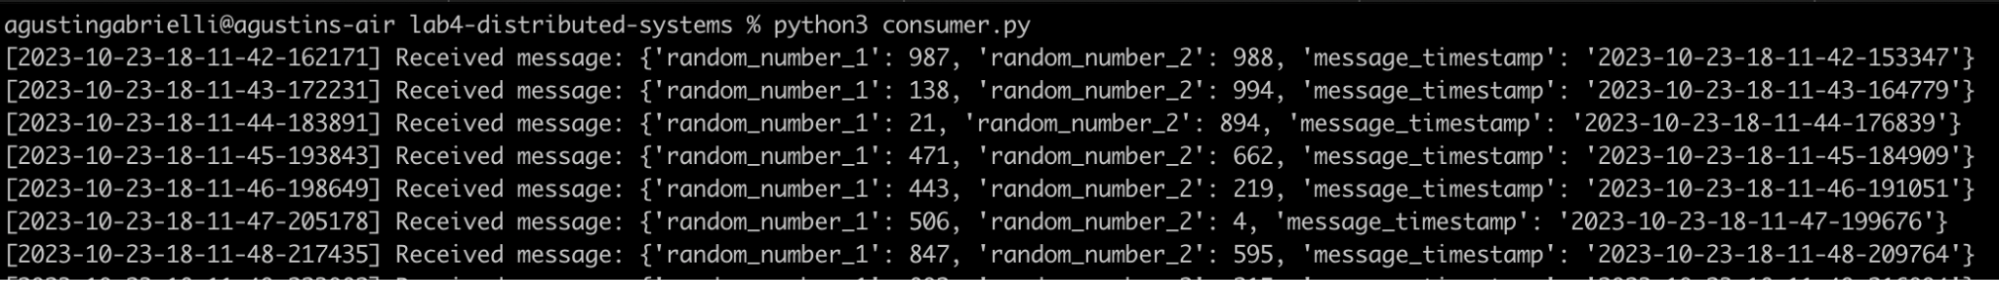 agustingabrielli@agustins-air lab4-distributed-systems % python3 consumer.py
[2023-10-23-18-11-42-162171] Received message: {'random_number_1': 987, 'random_number_2': 988, 'message_timestamp': '2023-10-23-18-11-42-153347'}
[2023-10-23-18-11-43-172231] Received message: {'random_number_1': 138, 'random_number_2': 994, 'message_timestamp': '2023-10-23-18-11-43-164779'}
[2023-10-23-18-11-44-183891] Received message: {'random_number_1': 21, 'random_number_2': 894, 'message_timestamp': '2023-10-23-18-11-44-176839'}
[2023-10-23-18-11-45-193843] Received message: {'random_number_1': 471, 'random_number_2': 662, 'message_timestamp': '2023-10-23-18-11-45-184909'}
[2023-10-23-18-11-46-198649] Received message: {'random_number_1': 443, 'random_number_2': 219, 'message_timestamp': '2023-10-23-18-11-46-191051'}
[2023-10-23-18-11-47-205178] Received message: {'random_number_1': 506, 'random_number_2': 4, 'message_timestamp': '2023-10-23-18-11-47-199676'}
[2023-10-23-18-11-48-217435] Received message: {'random_number_1': 847, 'random_number_2': 595, 'message_timestamp': '2023-10-23-18-11-48-209764'}